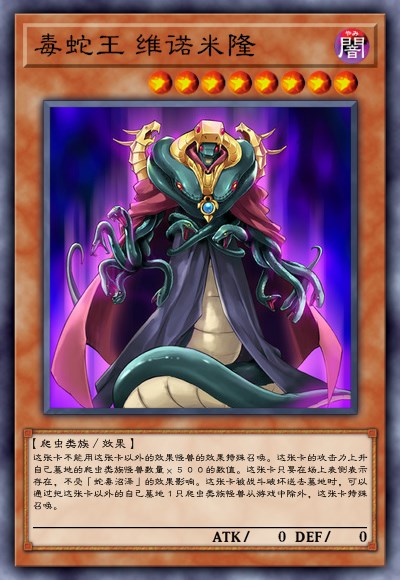 毒蛇王 维诺米隆
やみ
闇
【爬虫类族/效果】
这张卡不能用这张卡以外的效果怪兽的效果特殊召唤。这张卡的攻击力上升
自己墓地的爬虫类族怪兽数量×500的数值。这张卡只要在场上表侧表示
存在,不受「蛇毒沼泽」的效果影响。这张卡被战斗破坏送去墓地时,可以
通过把这张卡以外的自己墓地1只爬虫类族怪兽从游戏中除外,这张卡特殊
召唤。
ATK/ 0 DEF/ 0